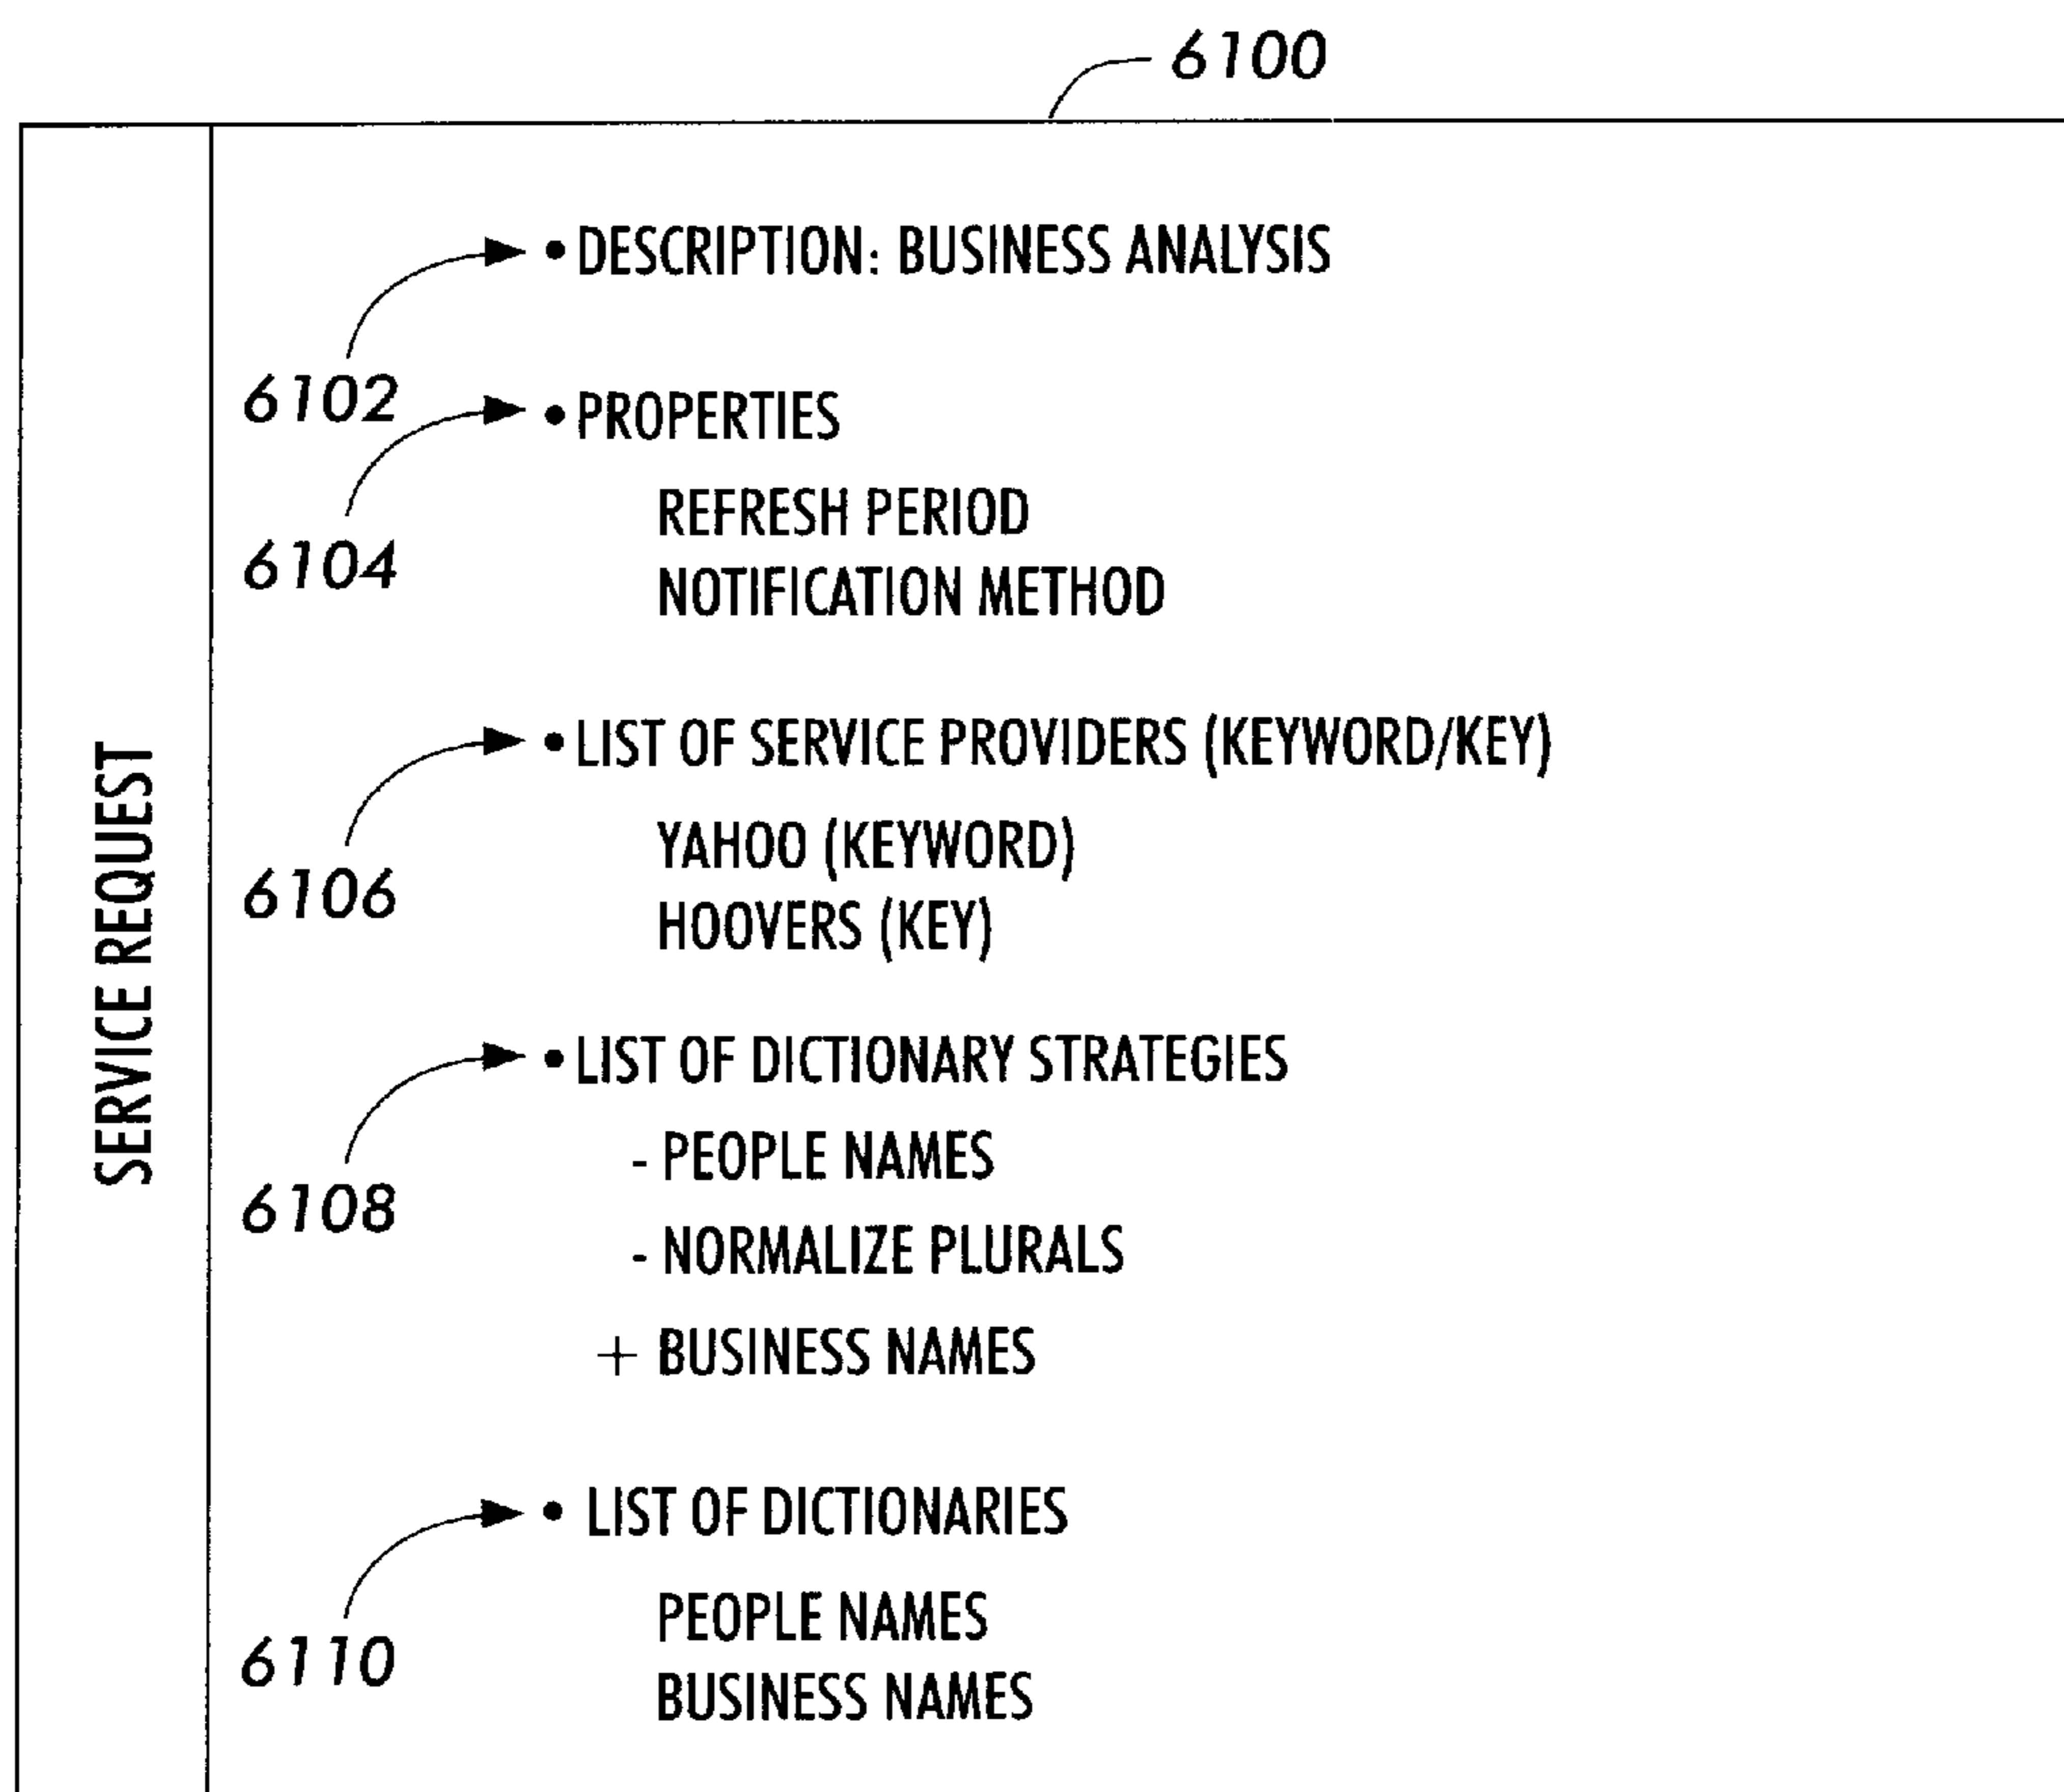 6100
SERVICE REQUEST
• DESCRIPTION: BUSINESS ANALYSIS
6102
• PROPERTIES
REFRESH PERIOD
6104
NOTIFICATION METHOD
• LIST OF SERVICE PROVIDERS (KEYWORD/KEY)
YAHOO (KEYWORD)
6106
HOOVERS (KEY)
• LIST OF DICTIONARY STRATEGIES
- PEOPLE NAMES
6108
- NORMALIZE PLURALS
+ BUSINESS NAMES
• LIST OF DICTIONARIES
PEOPLE NAMES
6110
BUSINESS NAMES